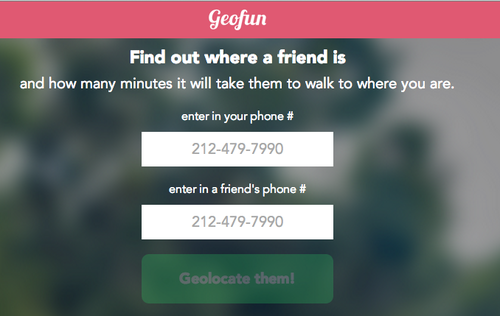 Geofun
Find out where a friend is
and how many minutes it will take them to walk to where you are.
enter in your phone #
212-479-7990
enter in a friend's phone #
212-479-7990
Geolocate them!